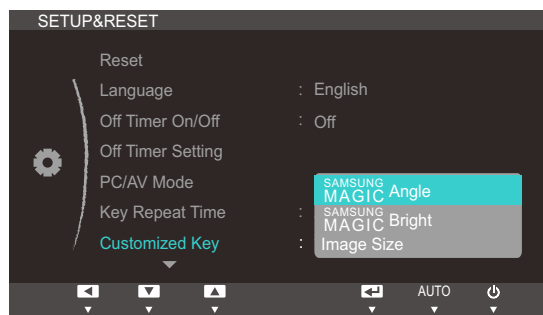 SETUP&RESET
Reset
Language : English
Off Timer On/Off : Off
Off Timer Setting
PC/AV Mode
Key Repeat Time :
Customized Key :
SAMSUNG MAGIC Angle
SAMSUNG MAGIC Bright
Image Size
AUTO